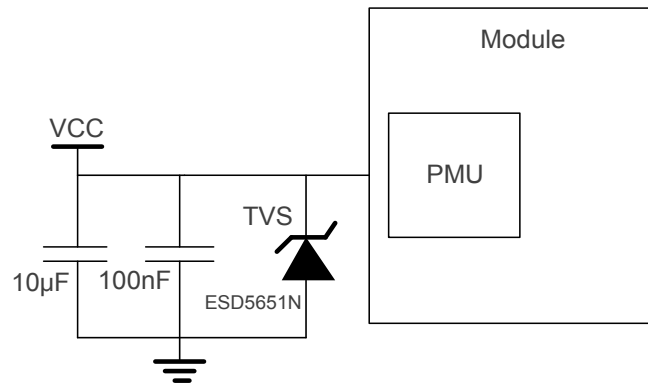 Module
VCC
PMU
TVS
10µF
100nF
ESD5651N